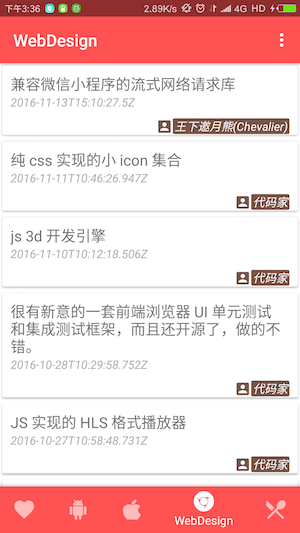 下午3:36 2.89K/s 4G HD
WebDesign
兼容微信小程序的流式网络请求库
2016-11-13T15:10:27.5Z
王下邀月熊(Chevalier)
纯 css 实现的小 icon 集合
2016-11-11T10:46:26.947Z
代码家
js 3d 开发引擎
2016-11-10T10:12:18.506Z
代码家
很有新意的一套前端浏览器 UI 单元测试
和集成测试框架，而且还开源了，做的不
错。
2016-10-28T10:29:58.752Z
代码家
JS 实现的 HLS 格式播放器
2016-10-27T10:58:48.731Z
代码家
WebDesign